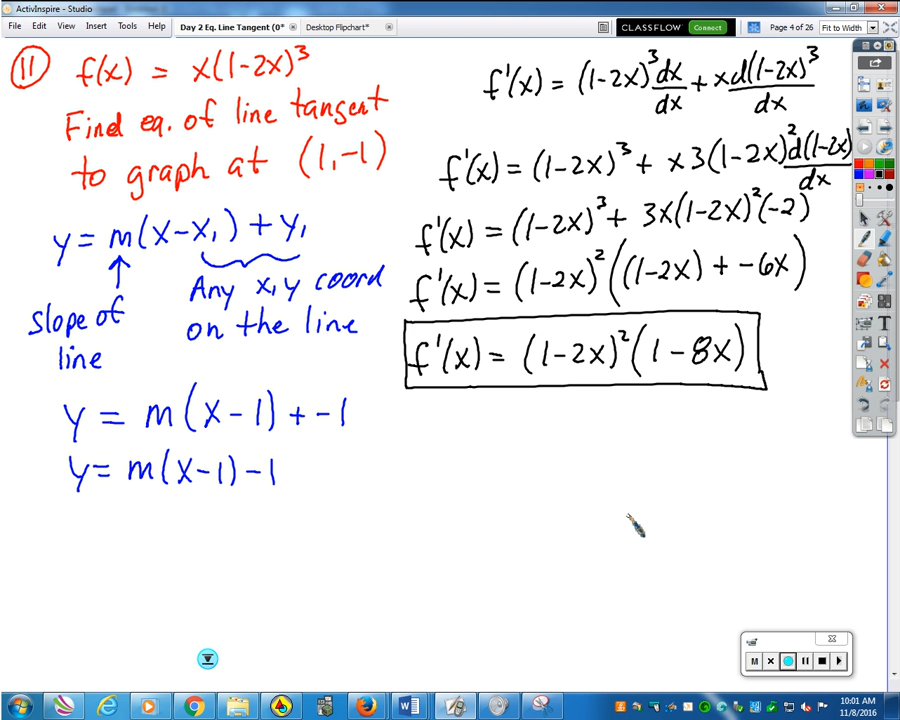 ActivInspire - Studio
File Edit View Insert Tools Help
Day 2 Eq. Line Tangent (0*
Desktop Flipchart*
CLASSFLOW Connect
Page 4 of 26
Fit to Width
11 f(x) = x(1-2x)³
Find eq. of line tangent
to graph at (1,-1)
y = m(x-x₁) + y₁
slope of
line
Any x,y coord
on the line
y = m(x-1) + -1
y = m(x-1) -1
f'(x) = (1-2x)³ dx/dx + x d(1-2x)³/dx
f'(x) = (1-2x)³ + x3(1-2x)² d(1-2x)/dx
f'(x) = (1-2x)³ + 3x(1-2x)²(-2)
f'(x) = (1-2x)²((1-2x) + -6x)
f'(x) = (1-2x)²(1-8x)
M
10:01 AM
11/8/2016